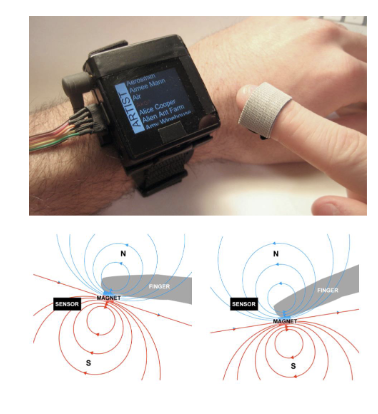 Aerosmith
Aimee Mann
Air
ARTIST
Alice Cooper
Alien Ant Farm
N
FINGER
MAGNET
SENSOR
S
N
FINGER
SENSOR
MAGNET
S